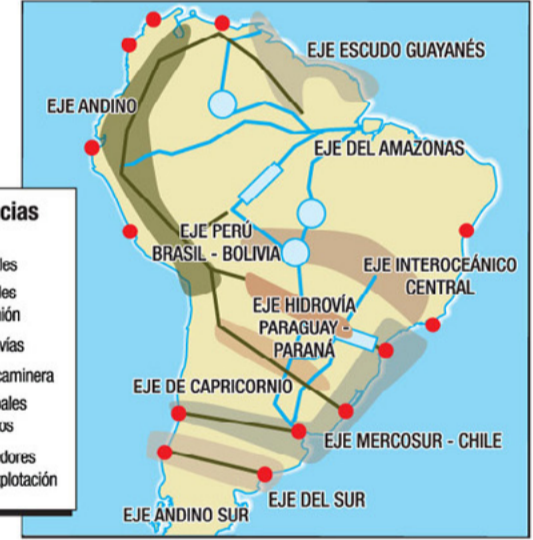 EJE ESCUDO GUAYANÉS
EJE ANDINO
EJE DEL AMAZONAS
EJE PERÚ
BRASIL - BOLIVIA
EJE INTEROCEÁNICO
CENTRAL
EJE HIDROVÍA
PARAGUAY -
PARANÁ
EJE DE CAPRICORNIO
EJE MERCOSUR - CHILE
EJE DEL SUR
EJE ANDINO SUR
cias
les
les
ión
vías
caminera
pales
os
dores
plotación